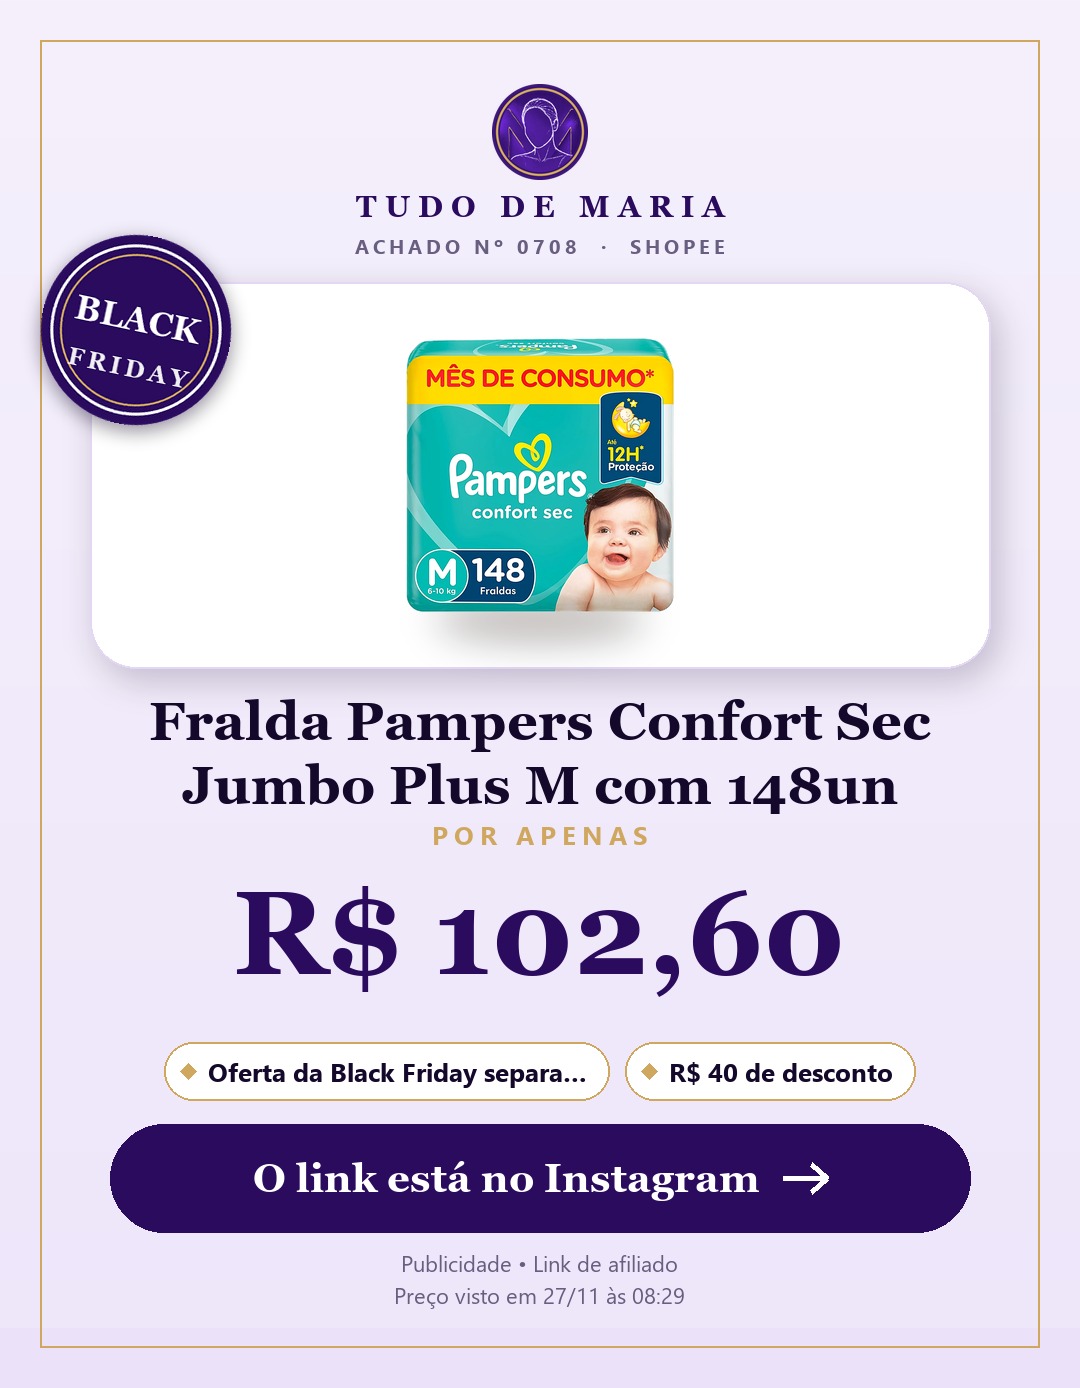 TUDO DE MARIA
ACHADO Nº 0708 · SHOPEE
BLACK
FRIDAY
Pampers
MÊS DE CONSUMO*
Até
12H*
Proteção
Pampers
confort sec
M 148
6-10 kg Fraldas
Fralda Pampers Confort Sec
Jumbo Plus M com 148un
POR APENAS
R$ 102,60
Oferta da Black Friday separa...
R$ 40 de desconto
O link está no Instagram →
Publicidade • Link de afiliado
Preço visto em 27/11 às 08:29